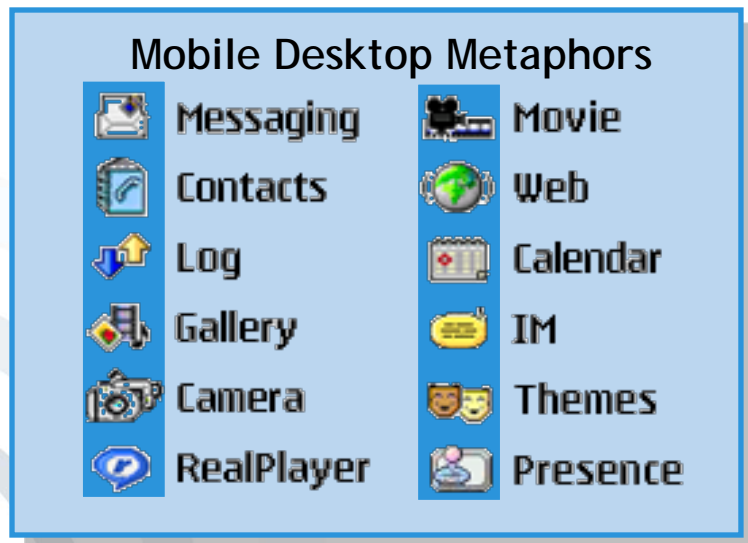 Mobile Desktop Metaphors
Messaging
Contacts
Log
Gallery
Camera
RealPlayer
Movie
Web
Calendar
IM
Themes
Presence